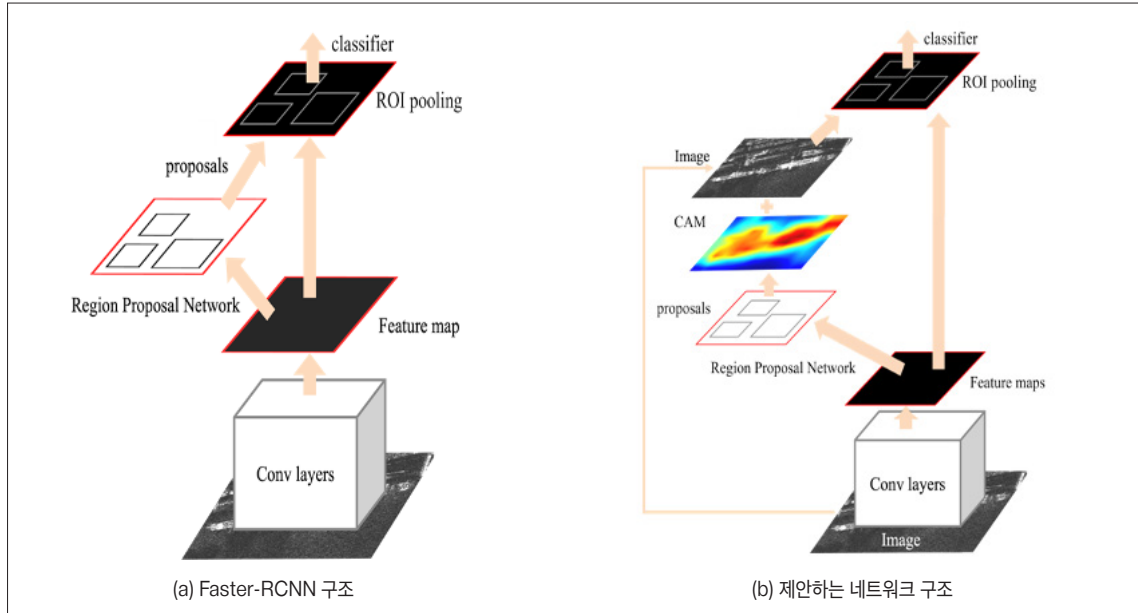 classifier
ROI pooling
proposals
Region Proposal Network
Feature map
Conv layers
(a) Faster-RCNN 구조
classifier
ROI pooling
Image
CAM
proposals
Region Proposal Network
Feature maps
Conv layers
Image
(b) 제안하는 네트워크 구조